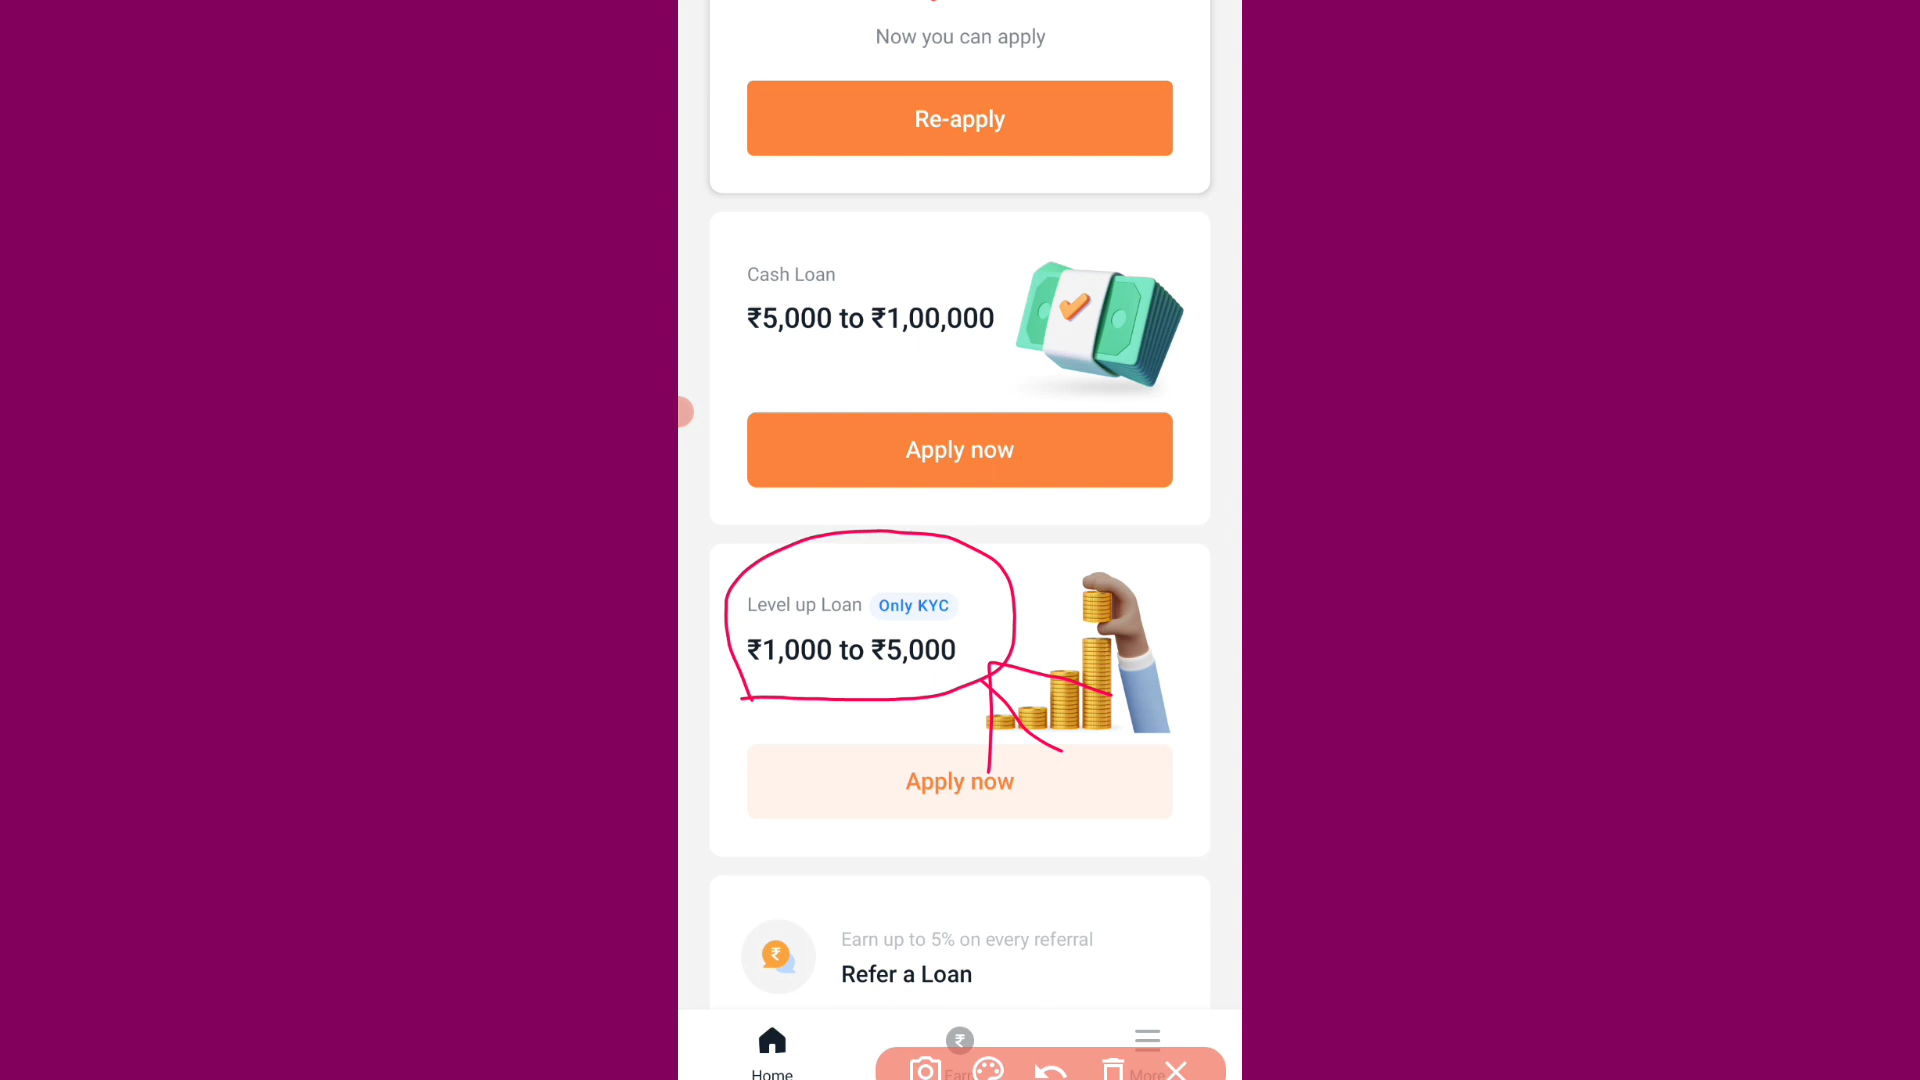 Now you can apply
Re-apply
Cash Loan
₹5,000 to ₹1,00,000
Apply now
Level up Loan Only KYC
₹1,000 to ₹5,000
Apply now
Earn up to 5% on every referral
Refer a Loan
Home Earn More